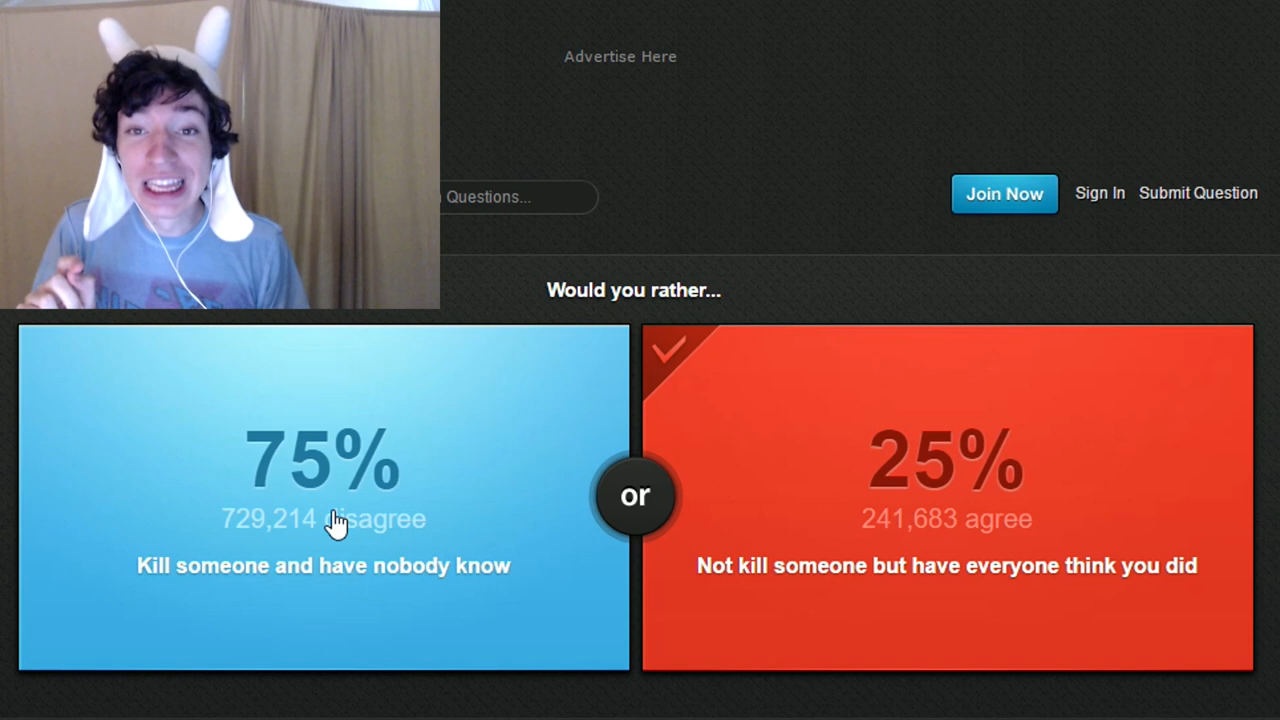 Advertise Here
Questions...
Join Now
Sign In
Submit Question
Would you rather...
75%
729,214 disagree
Kill someone and have nobody know
or
25%
241,683 agree
Not kill someone but have everyone think you did